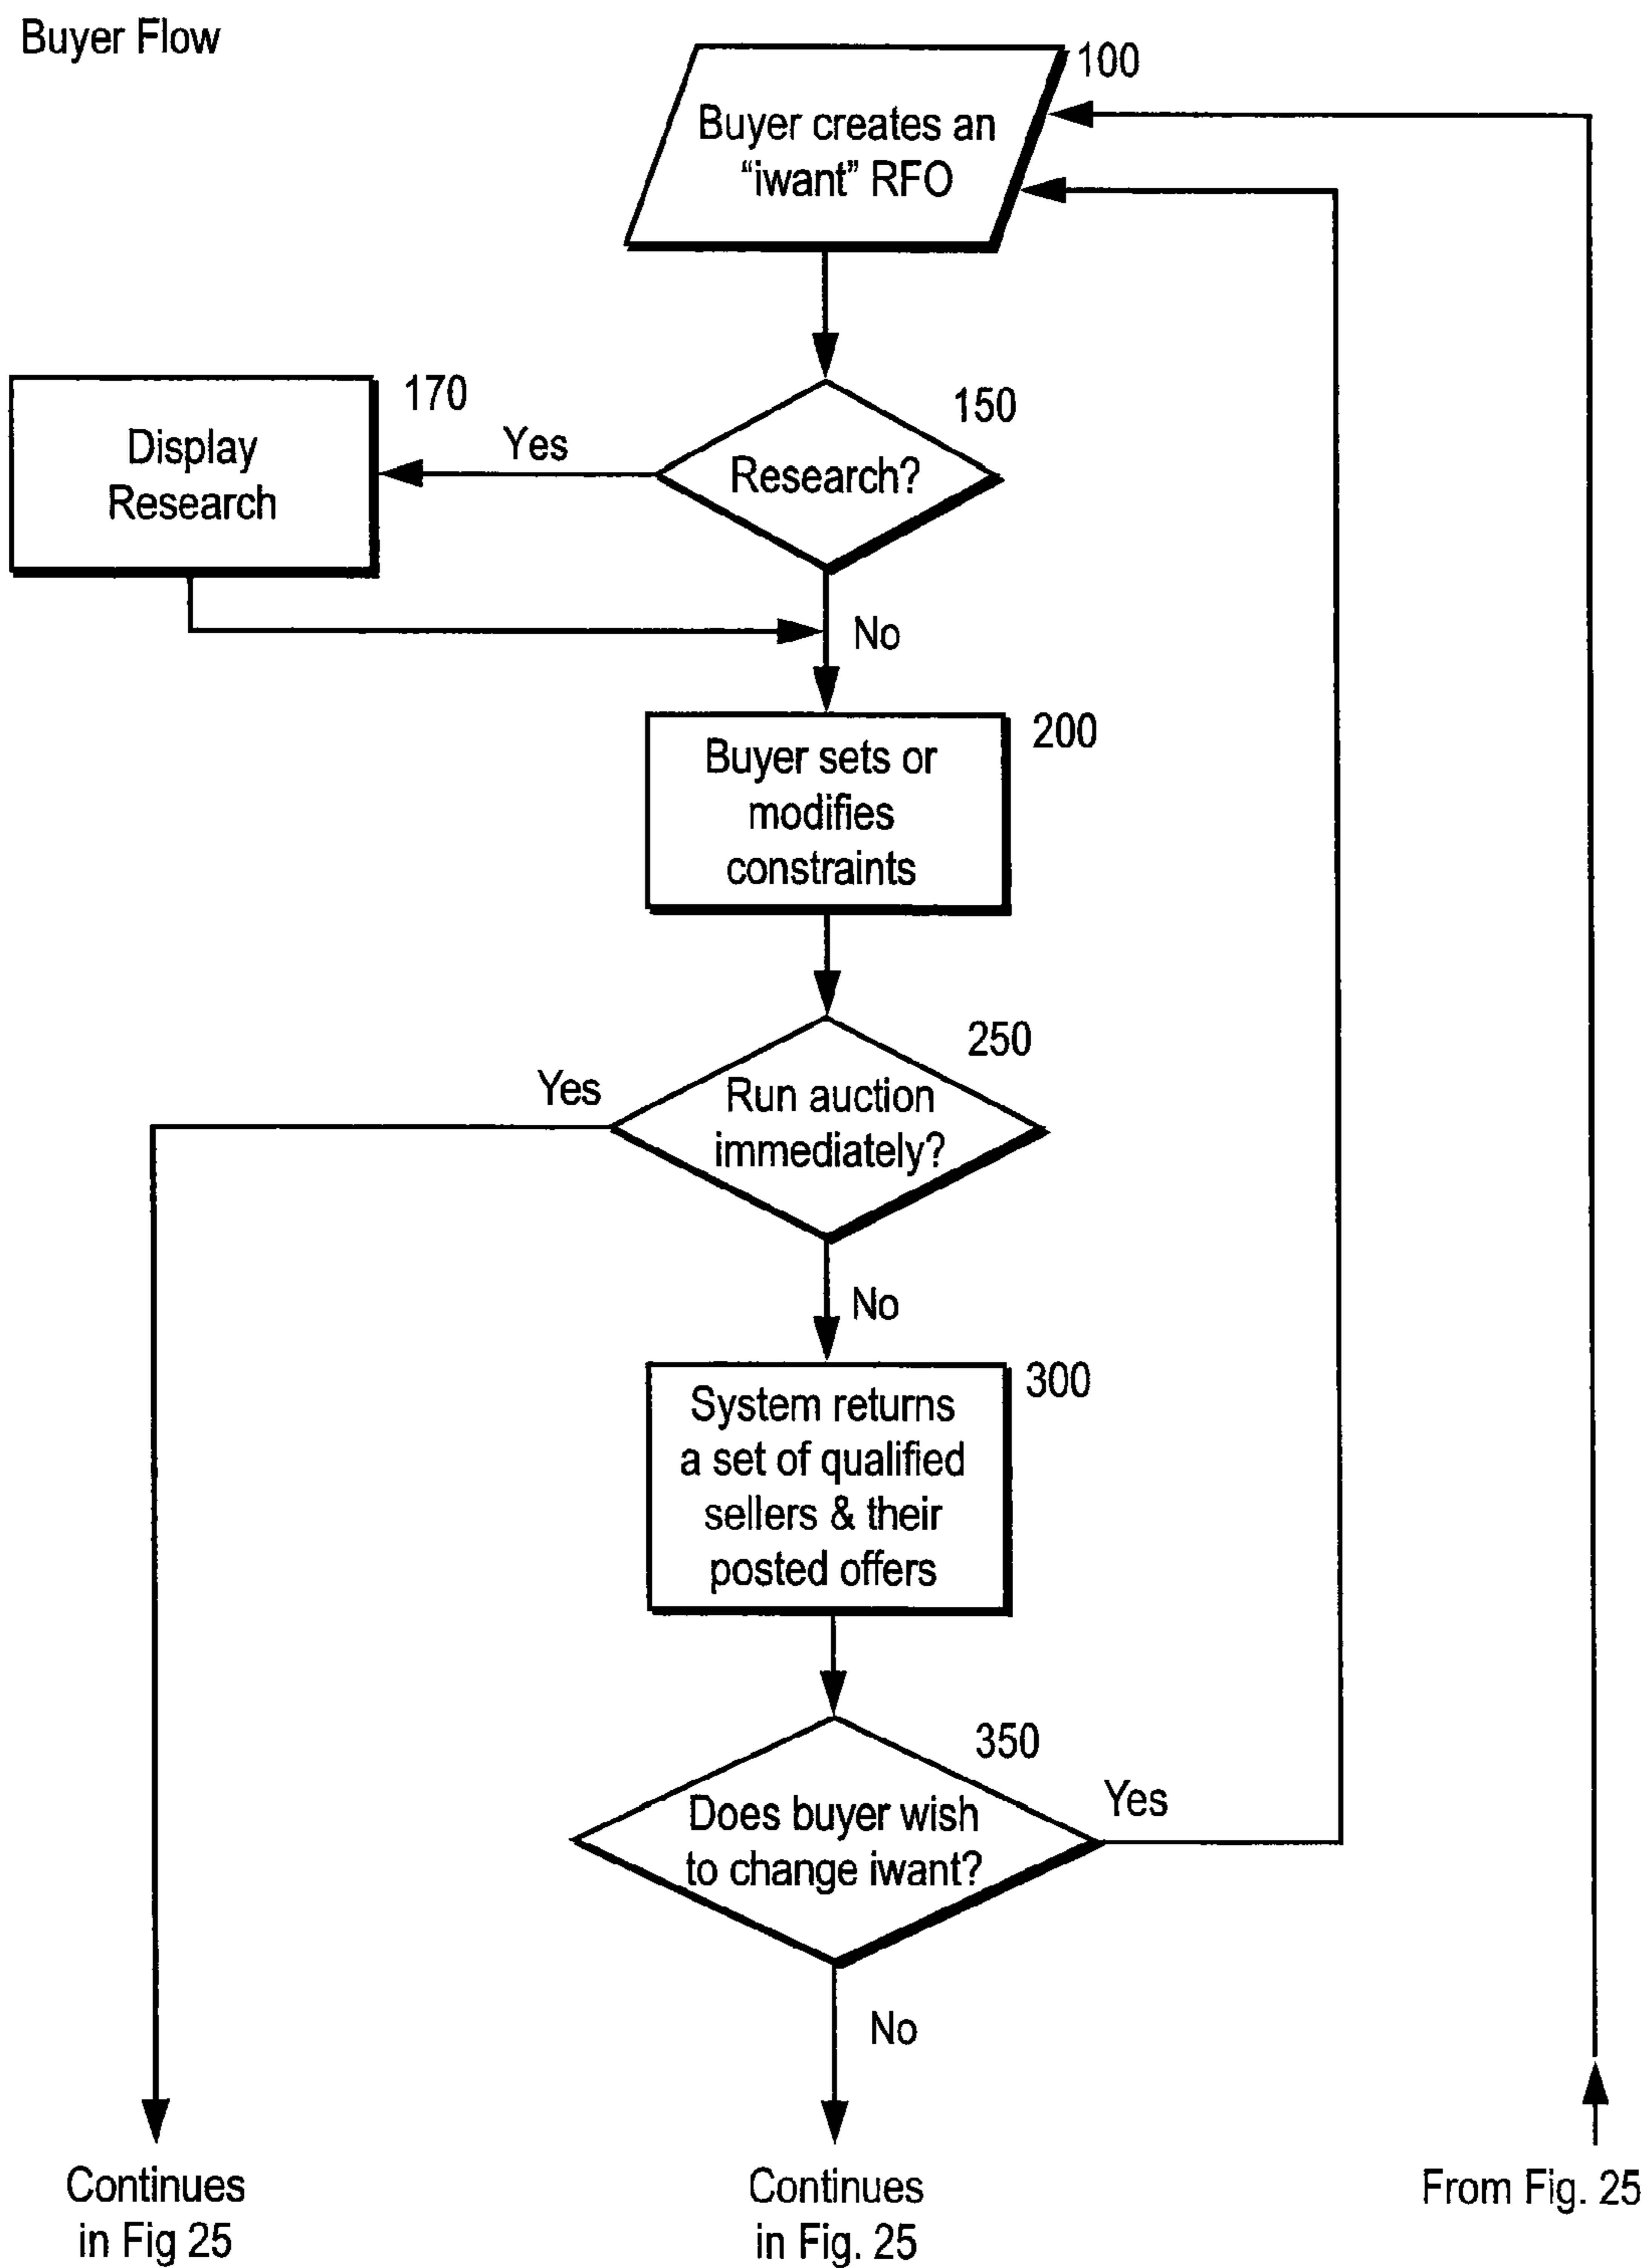 Buyer Flow
100
Buyer creates an
“iwant” RFO
170
150
Display
Research
Yes
Research?
No
200
Buyer sets or
modifies
constraints
250
Yes
Run auction
immediately?
No
300
System returns
a set of qualified
sellers & their
posted offers
350
Does buyer wish
to change iwant?
Yes
No
Continues
in Fig 25
Continues
in Fig. 25
From Fig. 25